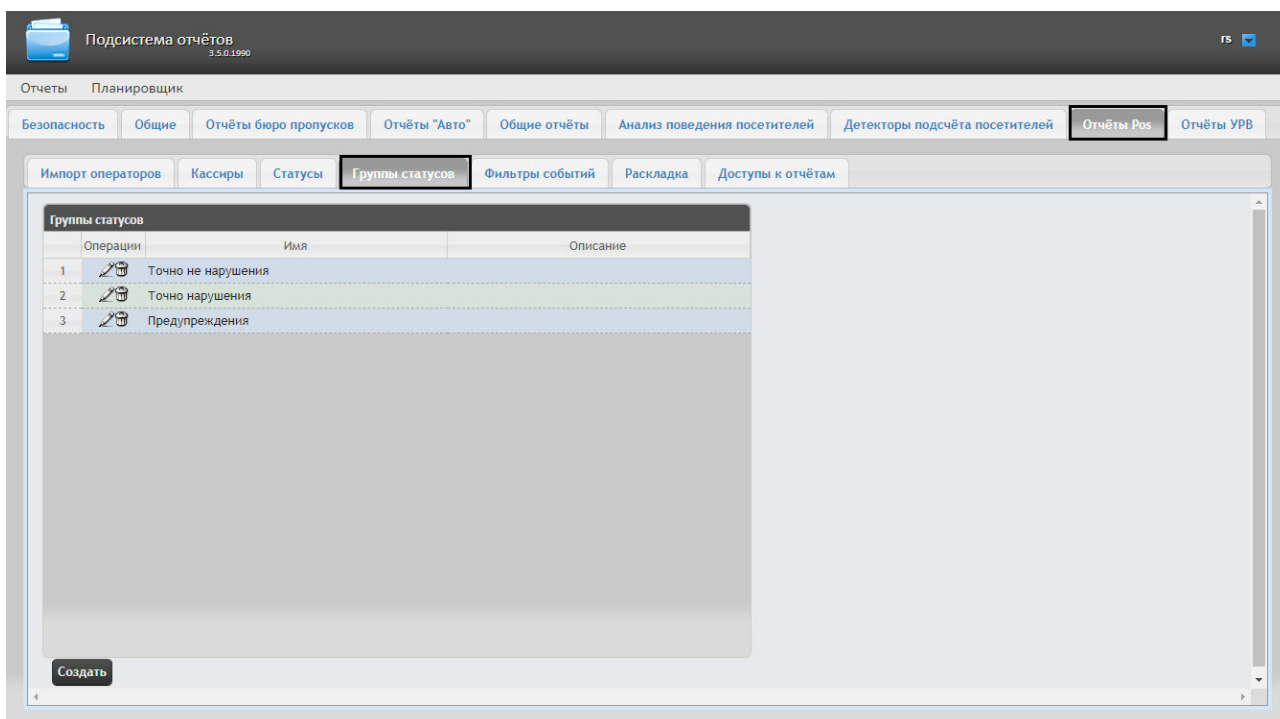 Подсистема отчётов
3.5.0.1990
rs
Отчеты Планировщик
Безопасность Общие Отчёты бюро пропусков Отчёты "Авто" Общие отчёты Анализ поведения посетителей Детекторы подсчёта посетителей Отчёты Pos Отчёты УРВ
Импорт операторов Кассиры Статусы Группы статусов Фильтры событий Раскладка Доступы к отчётам
Группы статусов
Операции Имя Описание
1 Точно не нарушения
2 Точно нарушения
3 Предупреждения
Создать